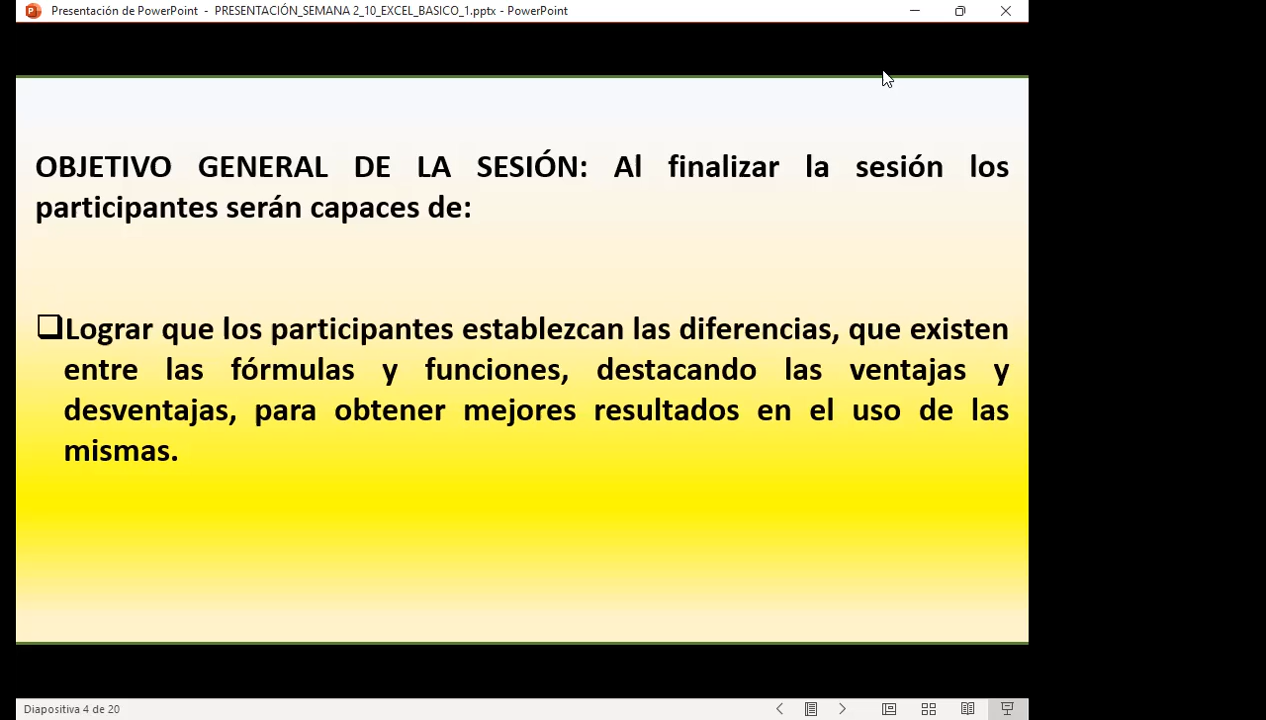 Presentación de PowerPoint - PRESENTACIÓN_SEMANA 2_10_EXCEL_BASICO_1.pptx - PowerPoint
OBJETIVO GENERAL DE LA SESIÓN: Al finalizar la sesión los
participantes serán capaces de:
❑Lograr que los participantes establezcan las diferencias, que existen
entre las fórmulas y funciones, destacando las ventajas y
desventajas, para obtener mejores resultados en el uso de las
mismas.
Diapositiva 4 de 20